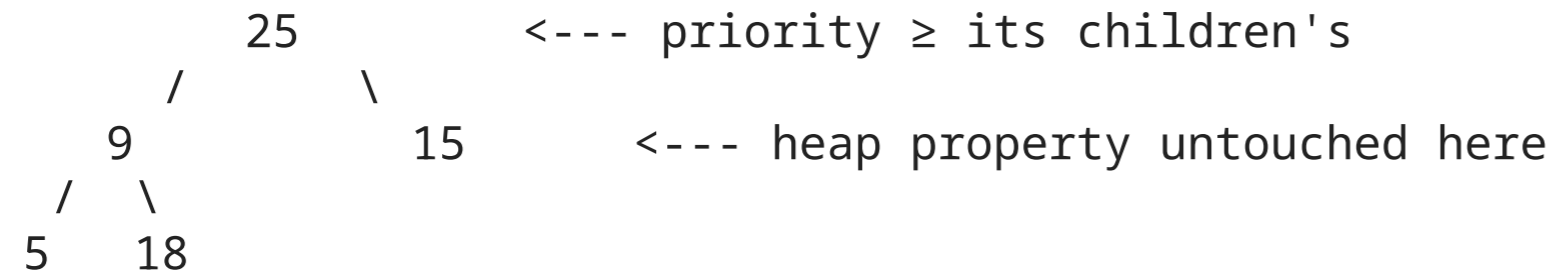 25 <--- priority ≥ its children's
/ \
9 15 <--- heap property untouched here
/ \
5 18